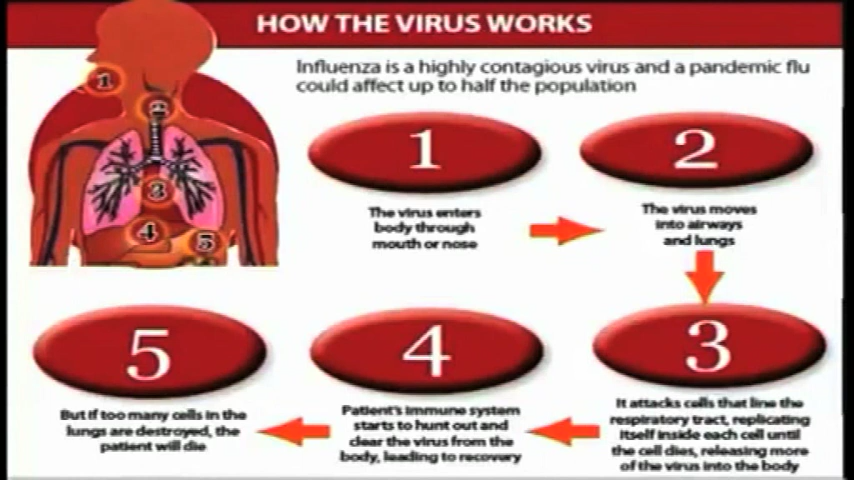 HOW THE VIRUS WORKS
Influenza is a highly contagious virus and a pandemic flu
could affect up to half the population
1
2
3
4
5
1
The virus enters
body through
mouth or nose
2
The virus moves
into airways
and lungs
3
It attacks cells that line the
respiratory tract, replicating
itself inside each cell until
the cell dies, releasing more
of the virus into the body
4
Patient's immune system
starts to hunt out and
clear the virus from the
body, leading to recovery
5
But if too many cells in the
lungs are destroyed, the
patient will die